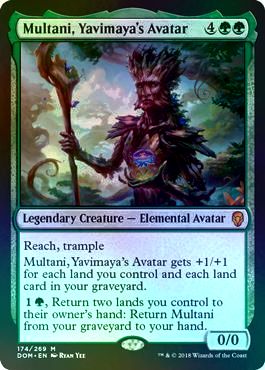 Multani, Yavimaya's Avatar 4
Legendary Creature — Elemental Avatar
Reach, trample
Multani, Yavimaya's Avatar gets +1/+1
for each land you control and each land
card in your graveyard.
1 , Return two lands you control to
their owner's hand: Return Multani
from your graveyard to your hand.
0/0
174/269 M
DOM • EN Ryan Yee
™ & © 2018 Wizards of the Coast